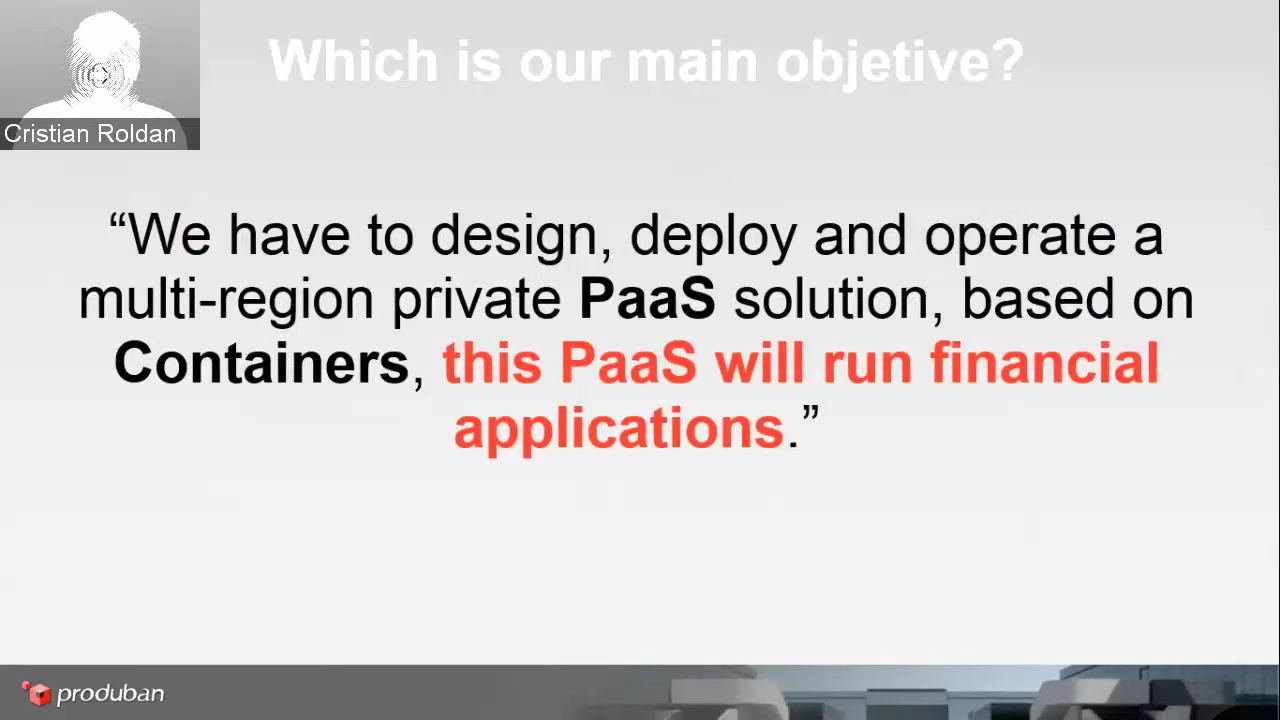 Which is our main objetive?
Cristian Roldan
“We have to design, deploy and operate a
multi-region private PaaS solution, based on
Containers, this PaaS will run financial
applications.”
produban